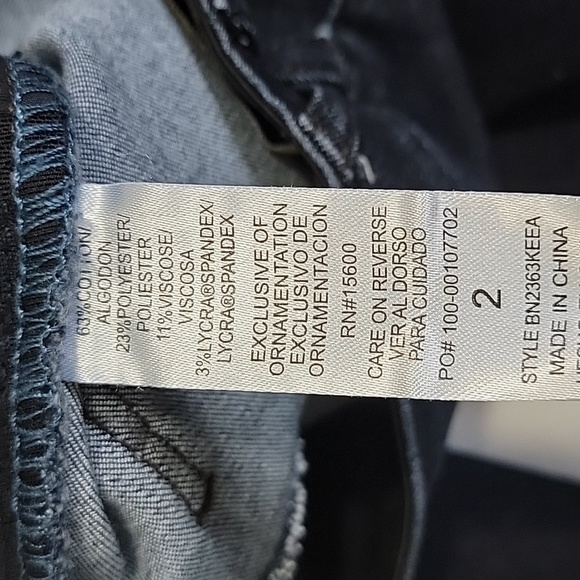 63%COTTON/
ALGODON
23%POLYESTER/
POLIESTER
11%VISCOSE/
VISCOSA
3%LYCRA®SPANDEX/
LYCRA®SPANDEX
EXCLUSIVE OF
ORNAMENTATION
EXCLUSIVO DE
ORNAMENTACION
RN#15600
CARE ON REVERSE
VER AL DORSO
PARA CUIDADO
PO# 100-00107702
2
STYLE BN2363KEEA
MADE IN CHINA